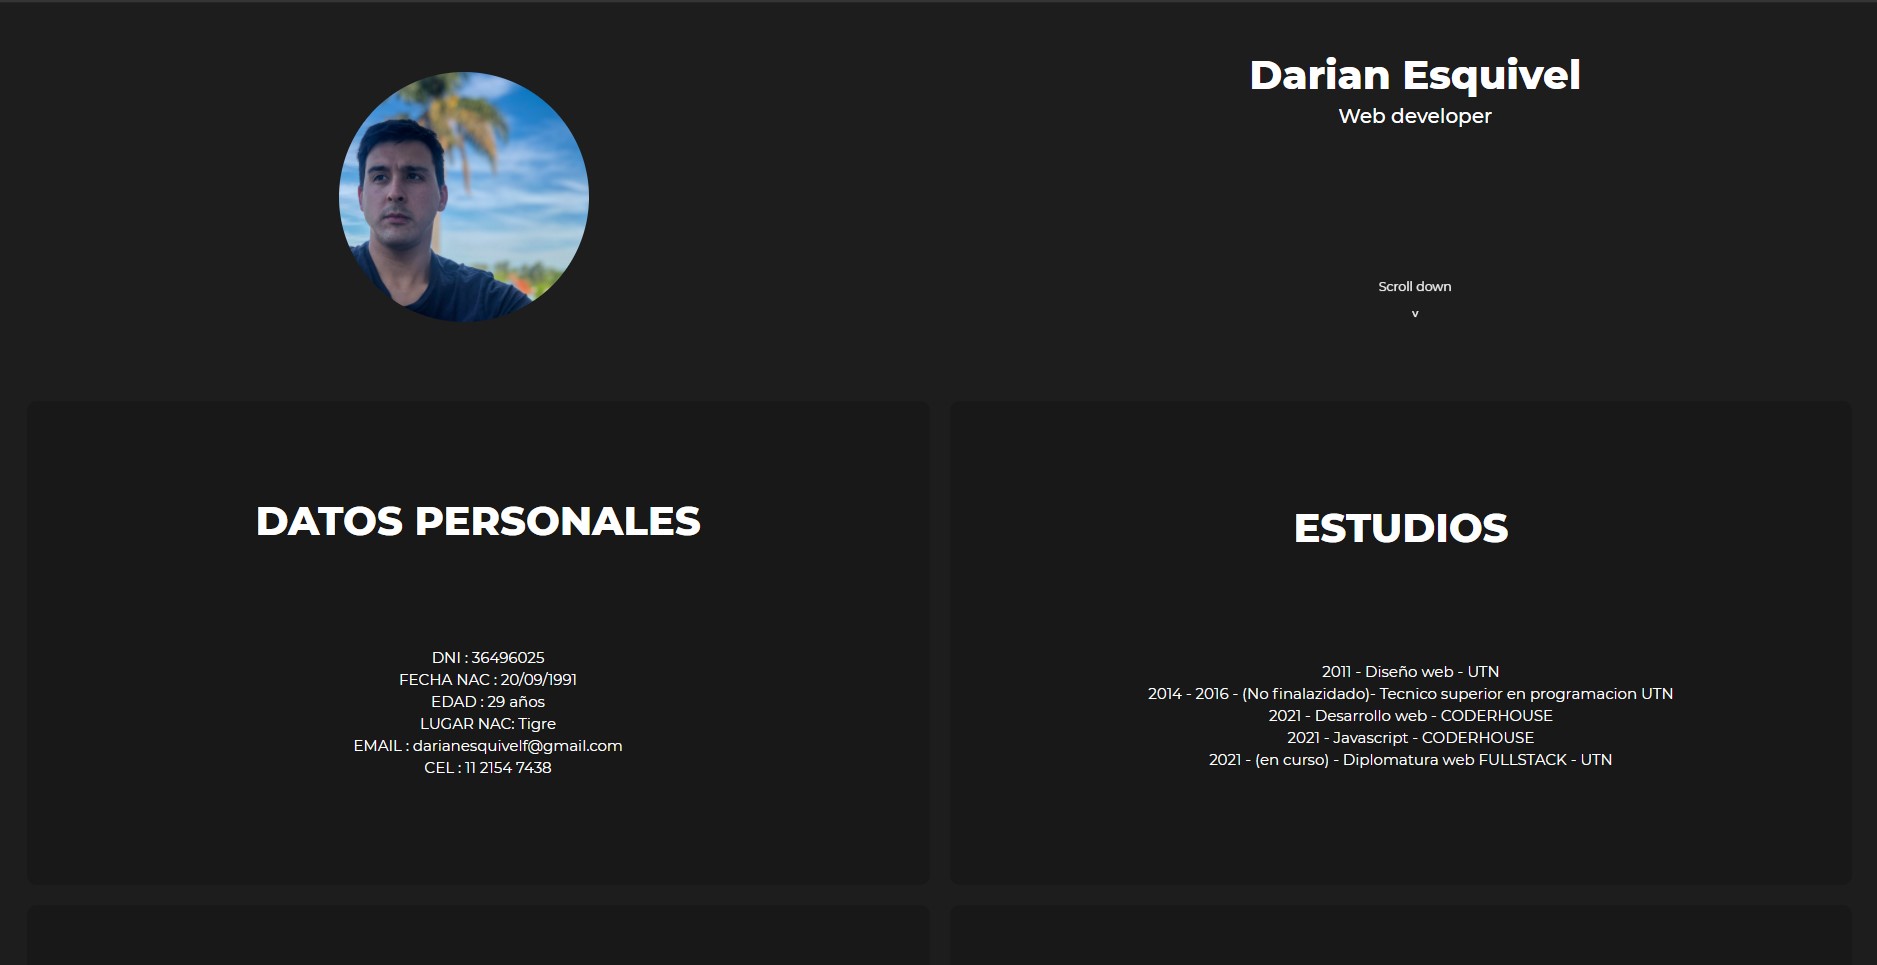 Darian Esquivel
Web developer
Scroll down
v
DATOS PERSONALES
DNI : 36496025
FECHA NAC : 20/09/1991
EDAD : 29 años
LUGAR NAC: Tigre
EMAIL : darianesquivelf@gmail.com
CEL : 11 2154 7438
ESTUDIOS
2011 - Diseño web - UTN
2014 - 2016 - (No finalazidado)- Tecnico superior en programacion UTN
2021 - Desarrollo web - CODERHOUSE
2021 - Javascript - CODERHOUSE
2021 - (en curso) - Diplomatura web FULLSTACK - UTN